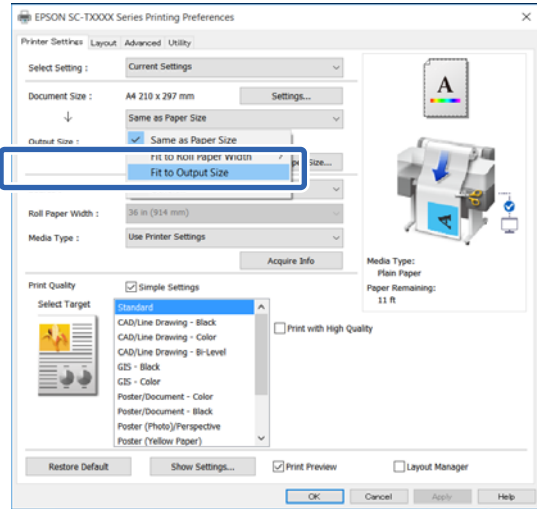 EPSON SC-TXXXX Series Printing Preferences
Printer Settings Layout Advanced Utility
Select Setting : Current Settings
Document Size : A4 210 x 297 mm Settings...
Same as Paper Size
Output Size : Same as Paper Size
Fit to Roll Paper Width
Size...
Fit to Output Size
Roll Paper Width : 36 in (914 mm)
Media Type : Use Printer Settings
Acquire Info
A
A
Media Type:
Plain Paper
Paper Remaining:
11 ft
Print Quality Simple Settings
Select Target
Standard
CAD/Line Drawing - Black
CAD/Line Drawing - Color
CAD/Line Drawing - Bi-Level
GIS - Black
GIS - Color
Poster/Document - Color
Poster/Document - Black
Poster (Photo)/Perspective
Poster (Yellow Paper)
Print with High Quality
Restore Default Show Settings... Print Preview Layout Manager
OK Cancel Apply Help